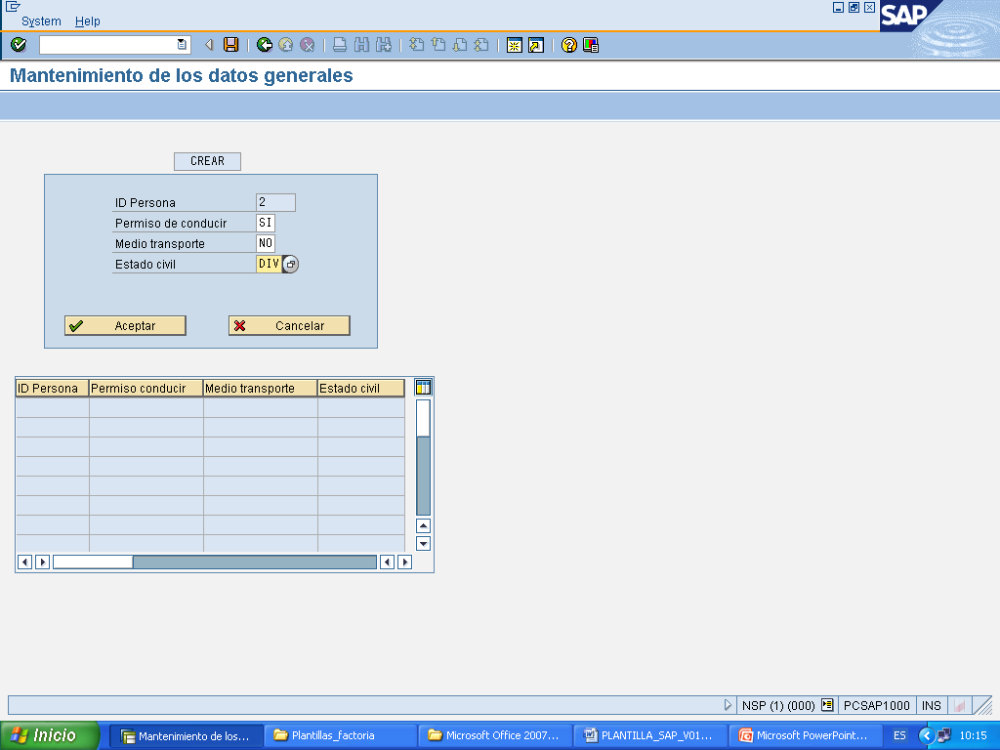 System Help
SAP
Mantenimiento de los datos generales
CREAR
ID Persona 2
Permiso de conducir SI
Medio transporte NO
Estado civil DIV
Aceptar Cancelar
ID Persona Permiso conducir Medio transporte Estado civil
NSP (1) (000) PCSAP1000 INS
Inicio Mantenimiento de los... Plantillas_factoria Microsoft Office 2007... PLANTILLA_SAP_V01... Microsoft PowerPoint... ES 10:15